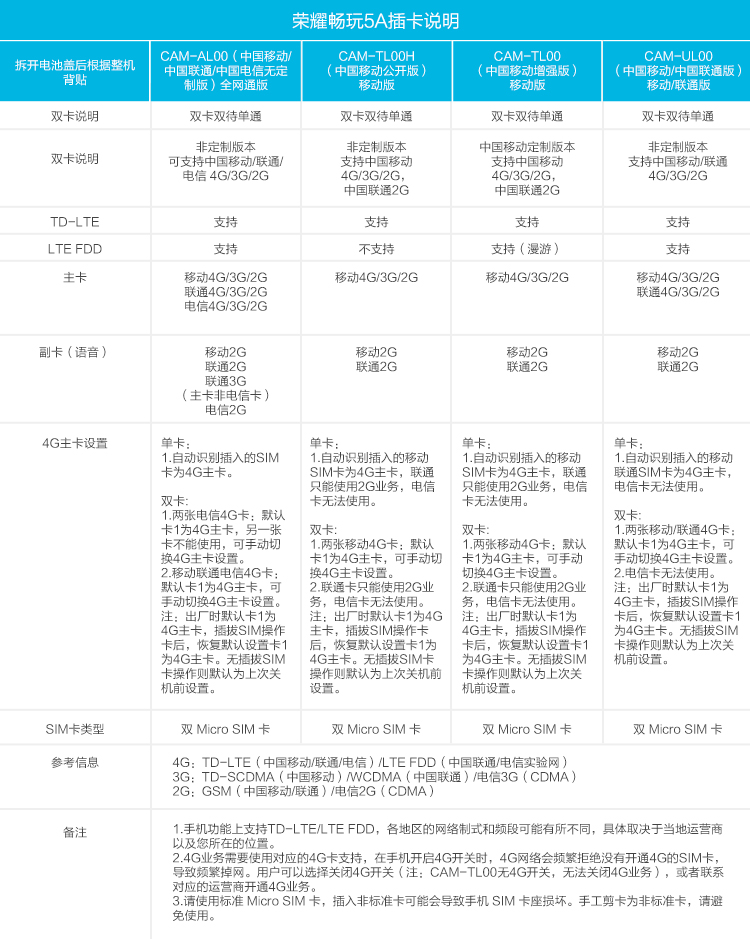 荣耀畅玩5A插卡说明
拆开电池盖后根据整机
背贴
CAM-AL00（中国移动/
中国联通/中国电信无定
制版）全网通版
CAM-TL00H
（中国移动公开版）
移动版
CAM-TL00
（中国移动增强版）
移动版
CAM-UL00
（中国移动/中国联通版）
移动/联通版
双卡说明
双卡双待单通
双卡双待单通
双卡双待单通
双卡双待单通
双卡说明
非定制版本
可支持中国移动/联通/
电信 4G/3G/2G
非定制版本
支持中国移动
4G/3G/2G，
中国联通2G
中国移动定制版本
支持中国移动
4G/3G/2G，
中国联通2G
非定制版本
支持中国移动/联通
4G/3G/2G
TD-LTE
支持
支持
支持
支持
LTE FDD
支持
不支持
支持（漫游）
支持
主卡
移动4G/3G/2G
联通4G/3G/2G
电信4G/3G/2G
移动4G/3G/2G
移动4G/3G/2G
移动4G/3G/2G
联通4G/3G/2G
副卡（语音）
移动2G
联通2G
联通3G
（主卡非电信卡）
电信2G
移动2G
联通2G
移动2G
联通2G
移动2G
联通2G
4G主卡设置
单卡；
1.自动识别插入的SIM
卡为4G主卡。
双卡:
1.两张电信4G卡；默认
卡1为4G主卡，另一张
卡不能使用，可手动切
换4G主卡设置。
2.移动联通电信4G卡；
默认卡1为4G主卡，可
手动切换4G主卡设置。
注；出厂时默认卡1为
4G主卡，插拔SIM操作
卡后，恢复默认设置卡1
为4G主卡。无插拔SIM
卡操作则默认为上次关
机前设置。
单卡；
1.自动识别插入的移动
SIM卡为4G主卡，联通
只能使用2G业务，电信
卡无法使用。
双卡:
1.两张移动4G卡；默认
卡1为4G主卡，可手动切
换4G主卡设置。
2.联通卡只能使用2G业
务，电信卡无法使用。
注；出厂时默认卡1为4G
主卡，插拔SIM操作卡
后，恢复默认设置卡1为
4G主卡。无插拔SIM卡
操作则默认为上次关机前
设置。
单卡；
1.自动识别插入的移动
SIM卡为4G主卡，联通
只能使用2G业务，电信
卡无法使用。
双卡:
1.两张移动4G卡；默认
卡1为4G主卡，可手动
切换4G主卡设置。
2.联通卡只能使用2G业
务，电信卡无法使用。
注；出厂时默认卡1为
4G主卡，插拔SIM操作
卡后，恢复默认设置卡1
为4G主卡。无插拔SIM
卡操作则默认为上次关
机前设置。
单卡；
1.自动识别插入的移动
联通SIM卡为4G主卡，
电信卡无法使用。
双卡:
1.两张移动/联通4G卡；
默认卡1为4G主卡，可
手动切换4G主卡设置。
2.电信卡无法使用。
注；出厂时默认卡1为
4G主卡，插拔SIM操作
卡后，恢复默认设置卡1
为4G主卡。无插拔SIM
卡操作则默认为上次关
机前设置。
SIM卡类型
双 Micro SIM 卡
双 Micro SIM 卡
双 Micro SIM 卡
双 Micro SIM 卡
参考信息
4G；TD-LTE（中国移动/联通/电信）/LTE FDD（中国联通/电信实验网）
3G；TD-SCDMA（中国移动）/WCDMA（中国联通）/电信3G（CDMA）
2G；GSM（中国移动/联通）/电信2G（CDMA）
备注
1.手机功能上支持TD-LTE/LTE FDD，各地区的网络制式和频段可能有所不同，具体取决于当地运营商
以及您所在的位置。
2.4G业务需要使用对应的4G卡支持，在手机开启4G开关时，4G网络会频繁拒绝没有开通4G的SIM卡，
导致频繁掉网。用户可以选择关闭4G开关（注；CAM-TL00无4G开关，无法关闭4G业务），或者联系
对应的运营商开通4G业务。
3.请使用标准 Micro SIM 卡，插入非标准卡可能会导致手机 SIM 卡座损坏。手工剪卡为非标准卡，请避
免使用。